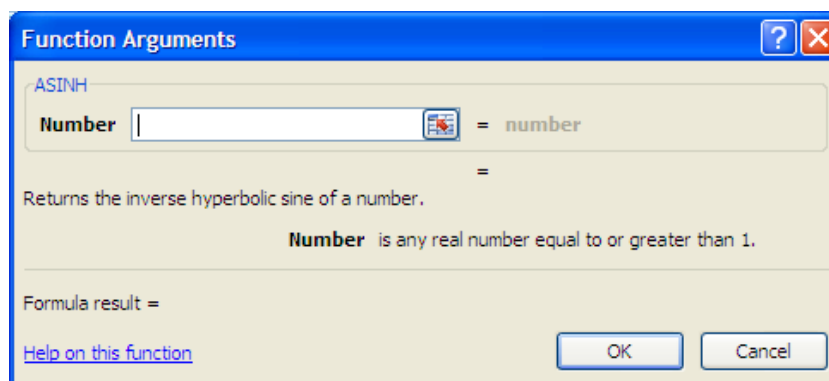 Function Arguments
ASINH
Number = number
=
Returns the inverse hyperbolic sine of a number.
Number is any real number equal to or greater than 1.
Formula result =
Help on this function OK Cancel